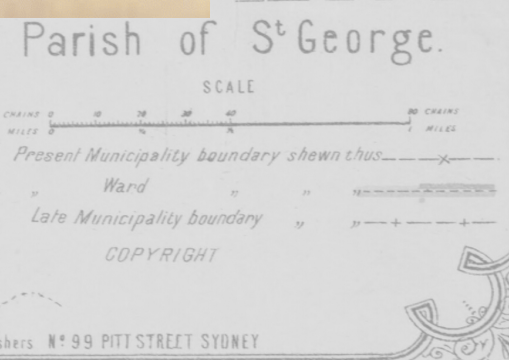 Parish of St George.
SCALE
CHAINS 0 10 20 30 40 80 CHAINS
MILES 0 ¼ ½ 1 MILES
Present Municipality boundary shewn thus
„ Ward „ „ „
Late Municipality boundary „ „
COPYRIGHT
shers No 99 PITT STREET SYDNEY